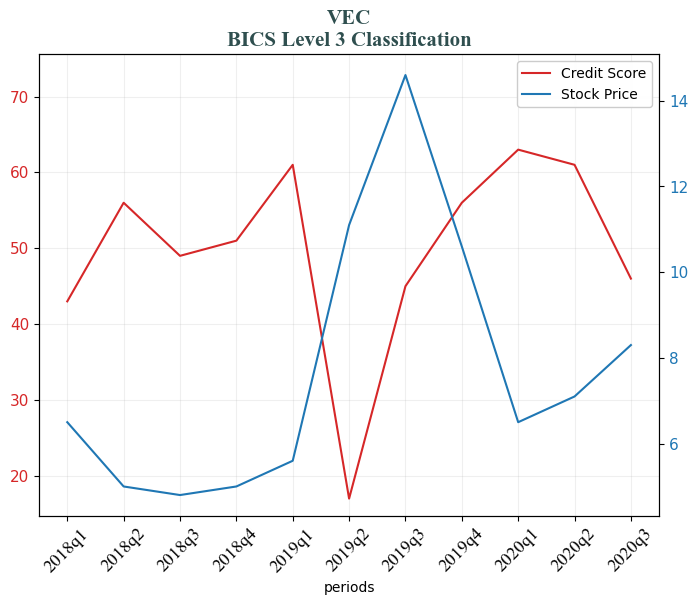 VEC
BICS Level 3 Classification
Credit Score
Stock Price
70
60
50
40
30
20
14
12
10
8
6
2018q1
2018q2
2018q3
2018q4
2019q1
2019q2
2019q3
2019q4
2020q1
2020q2
2020q3
periods